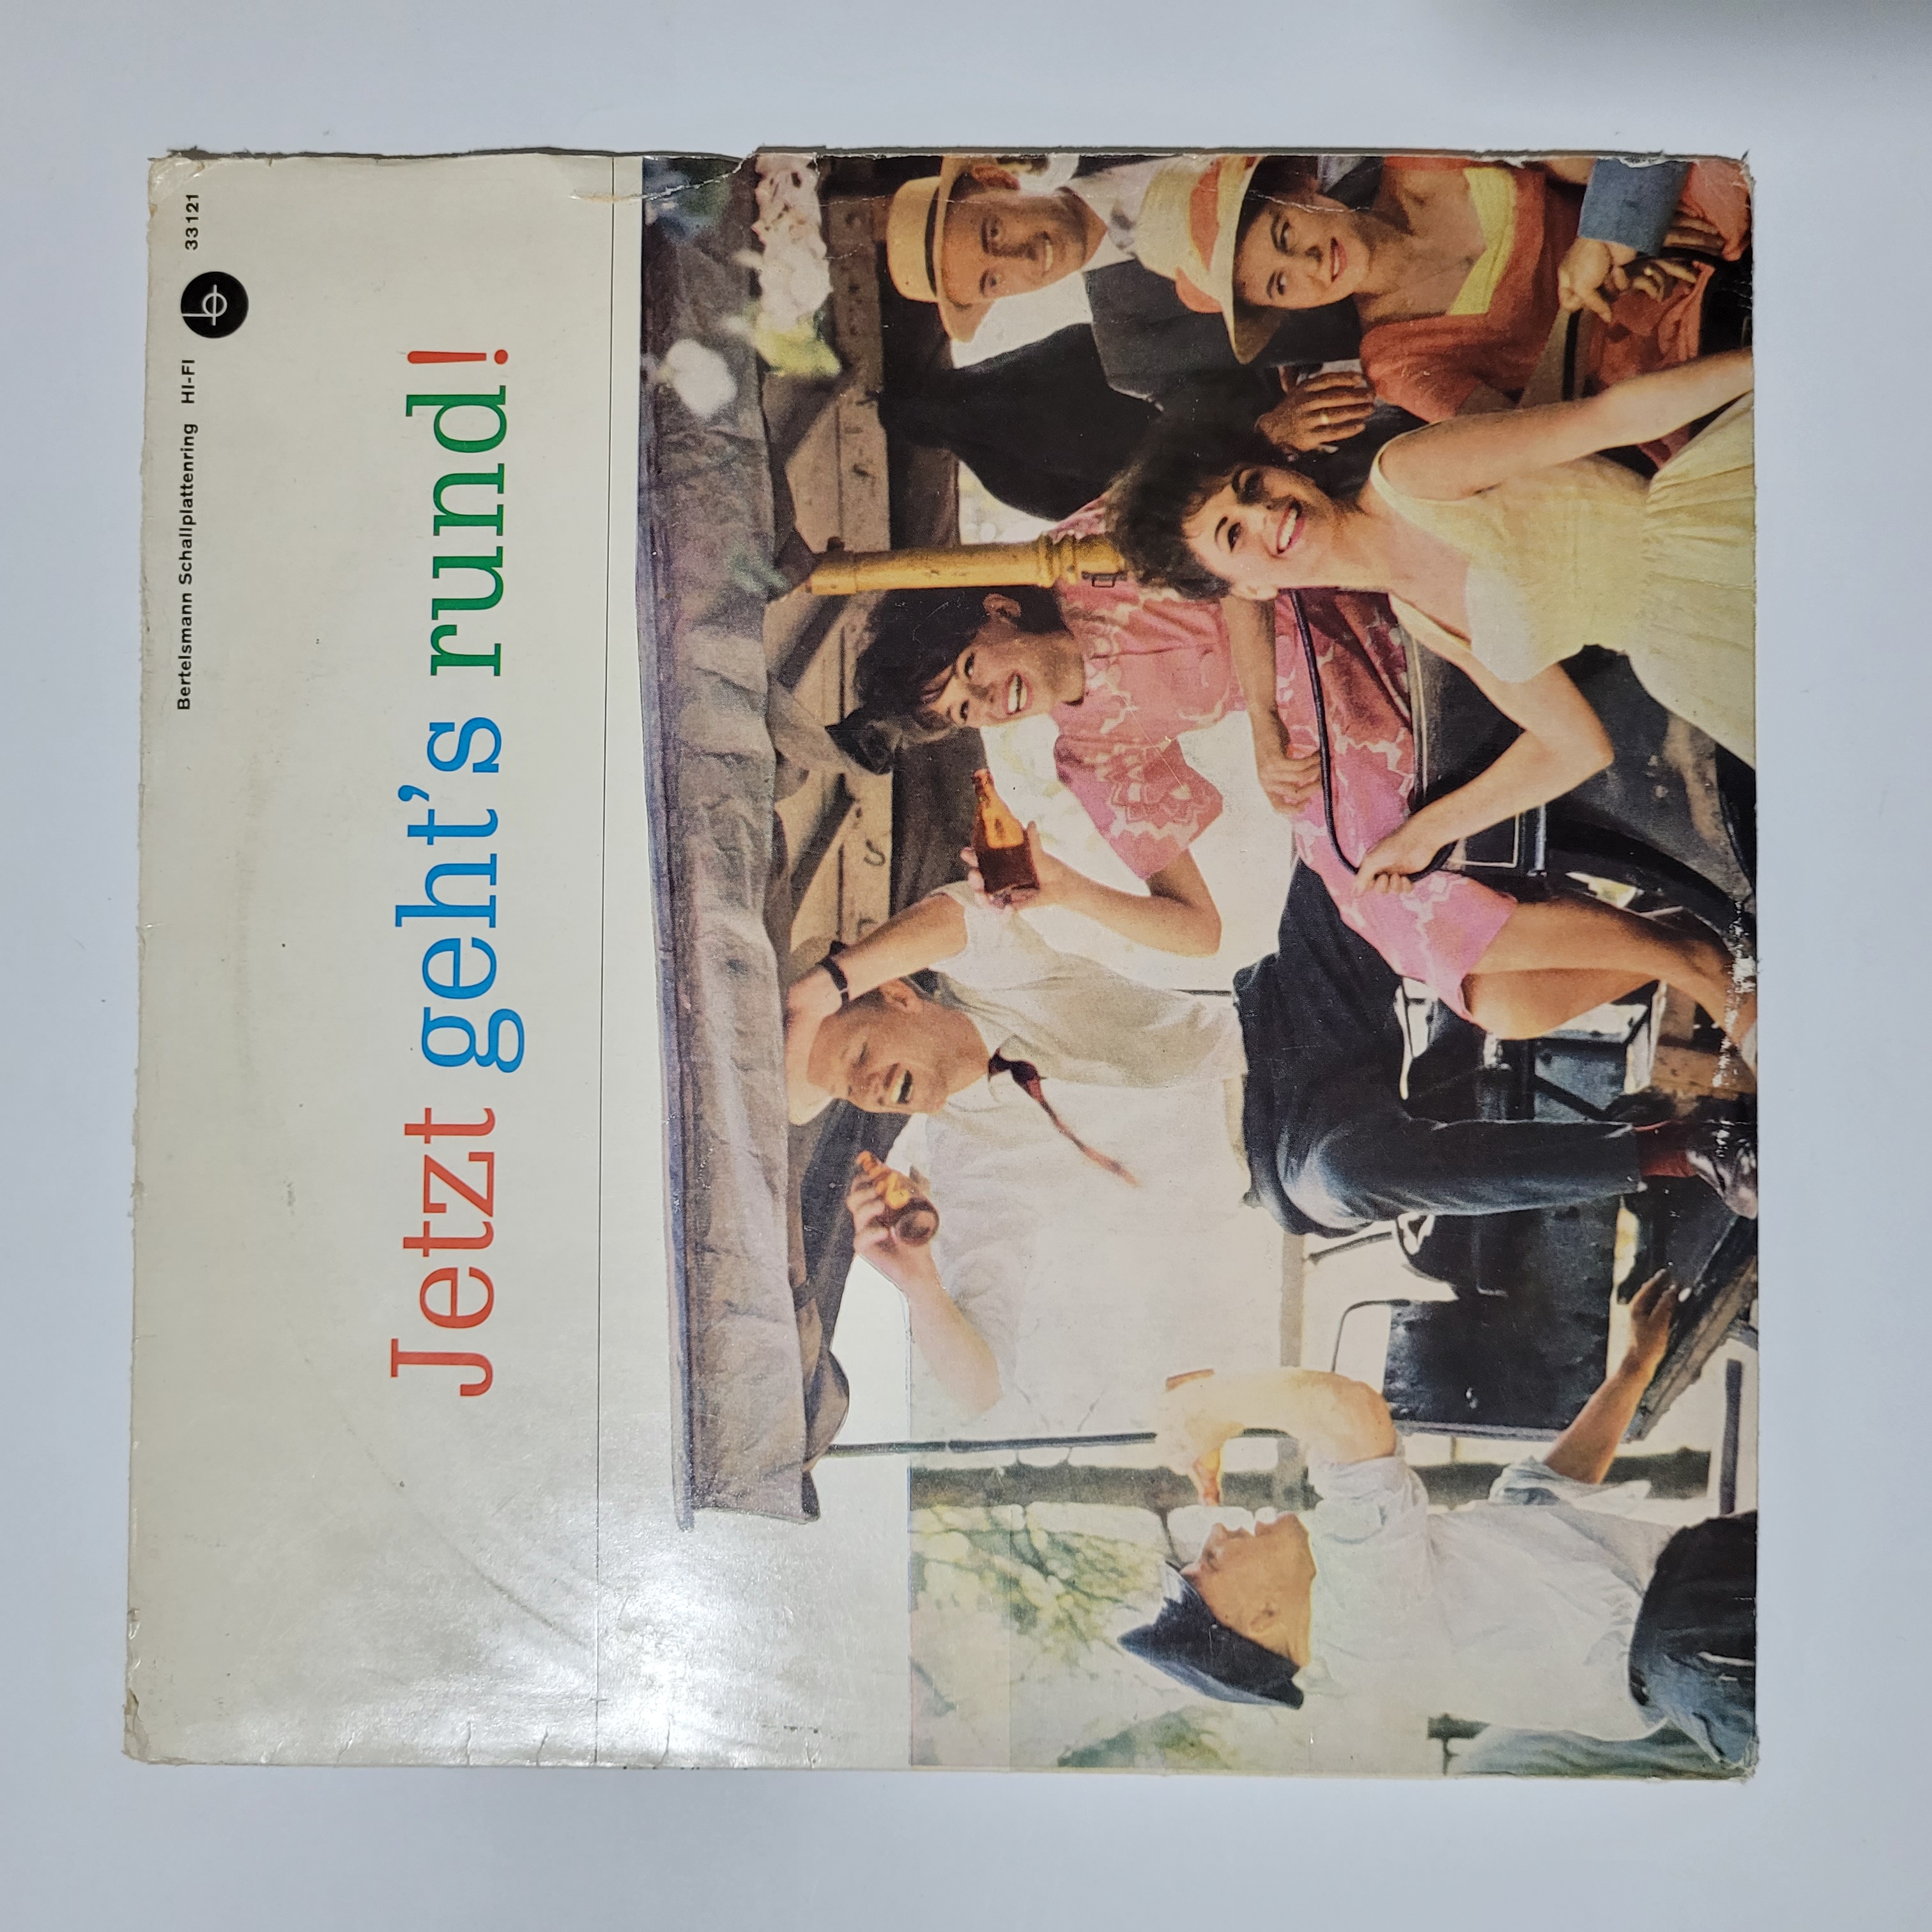 Bertelsmann Schallplattenring HI-FI b 33121
Jetzt geht's rund!